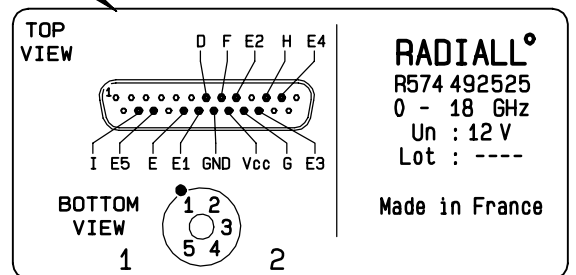 TOP
VIEW
D F E2 H E4
1
I E5 E E1 GND Vcc G E3
BOTTOM
VIEW
1 2
3
5 4
1 2
RADIALL°
R574 492525
0 - 18 GHz
Un : 12 V
Lot : ----
Made in France